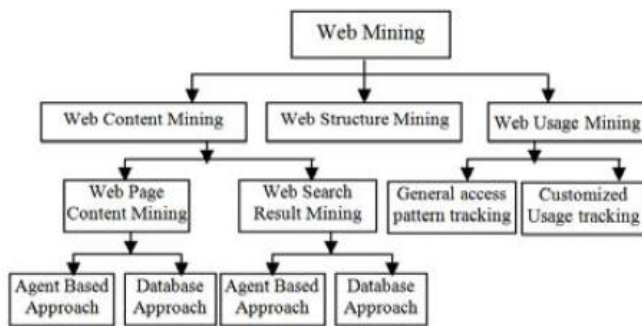 Web Mining
Web Content Mining
Web Structure Mining
Web Usage Mining
Web Page
Content Mining
Web Search
Result Mining
General access
pattern tracking
Customized
Usage tracking
Agent Based
Approach
Database
Approach
Agent Based
Approach
Database
Approach